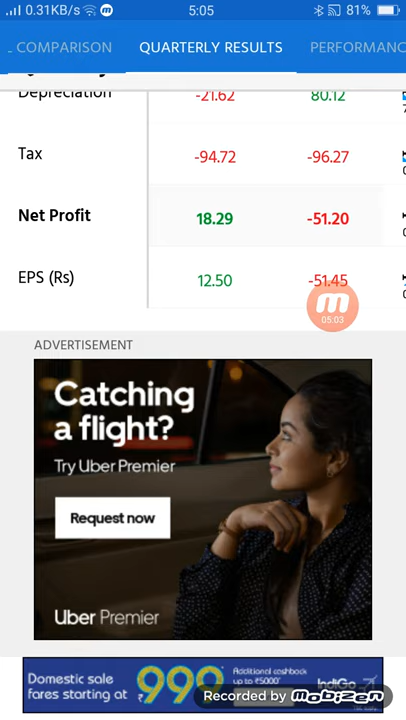 0.31KB/s 5:05 81%
COMPARISON QUARTERLY RESULTS PERFORMANC
Depreciation -21.62 80.12
Tax -94.72 -96.27
Net Profit 18.29 -51.20
EPS (Rs) 12.50 -51.45
05:03
ADVERTISEMENT
Catching
a flight?
Try Uber Premier
Request now
Uber Premier
Domestic sale
fares starting at
₹999*
Additional cashback
up to ₹5000*
IndiGo
Recorded by mobizen